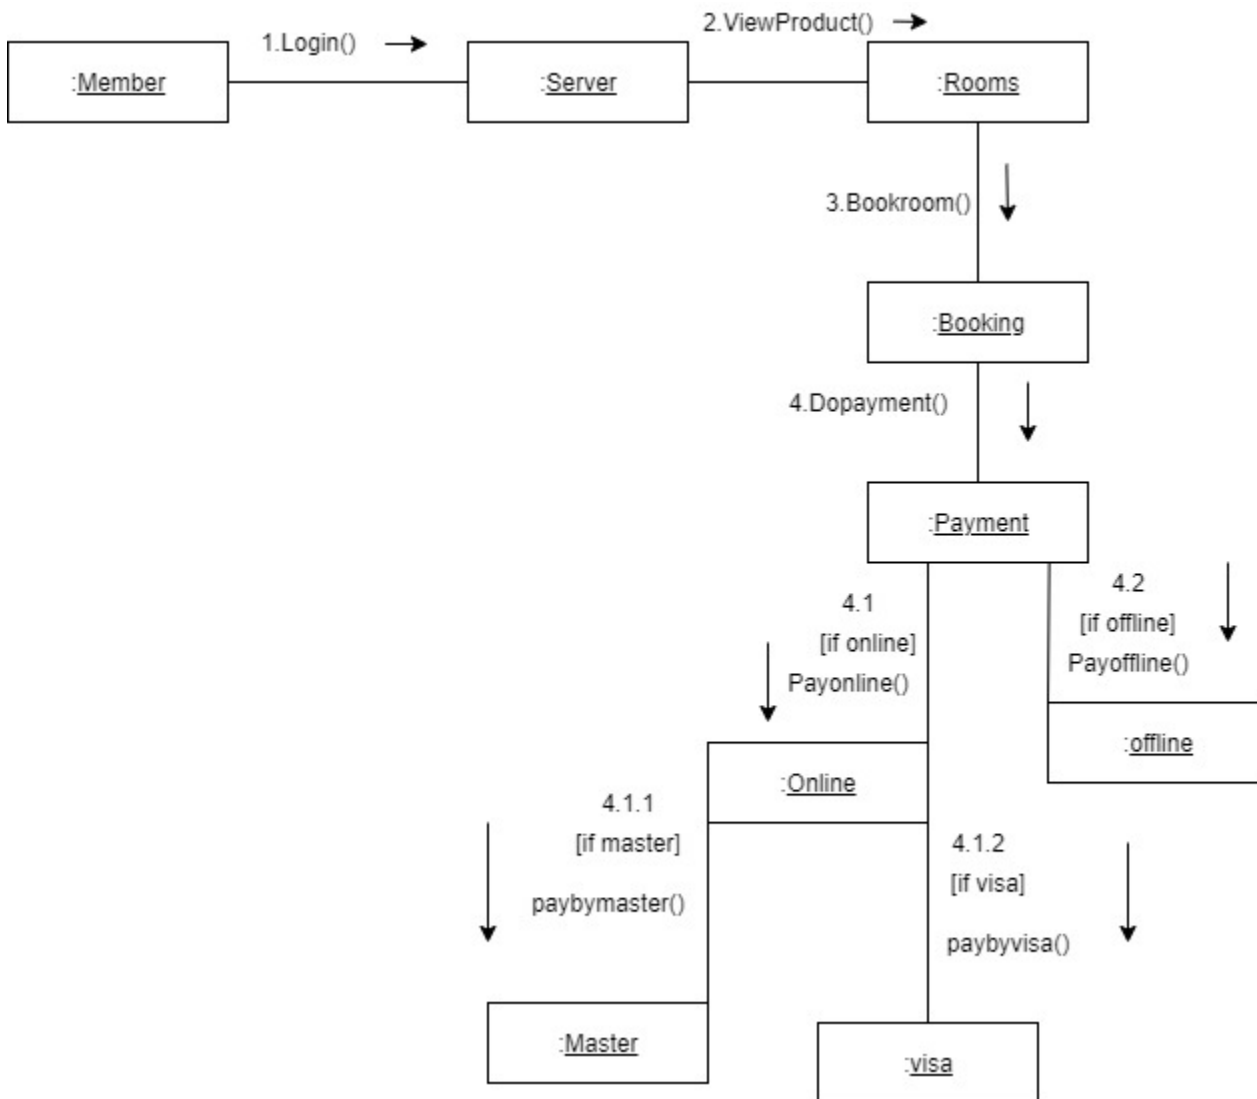 2.ViewProduct()
1.Login()
:Member
:Server
:Rooms
3.Bookroom()
:Booking
4.Dopayment()
:Payment
4.1
[if online]
Payonline()
4.2
[if offline]
Payoffline()
:offline
:Online
4.1.1
[if master]
paybymaster()
4.1.2
[if visa]
paybyvisa()
:Master
:visa